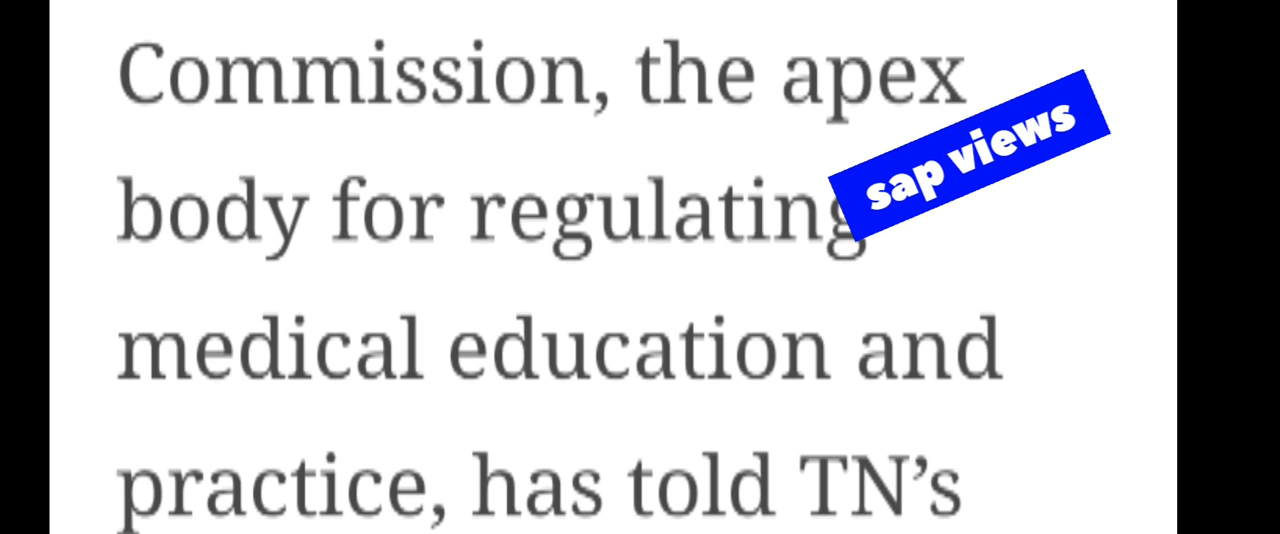 Commission, the apex
sap views
body for regulating
medical education and
practice, has told TN’s